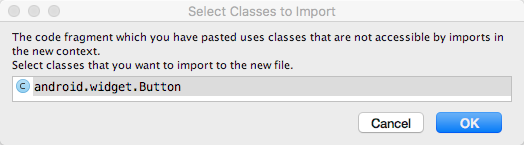 Select Classes to Import
The code fragment which you have pasted uses classes that are not accessible by imports in
the new context.
Select classes that you want to import to the new file.
C android.widget.Button
Cancel OK